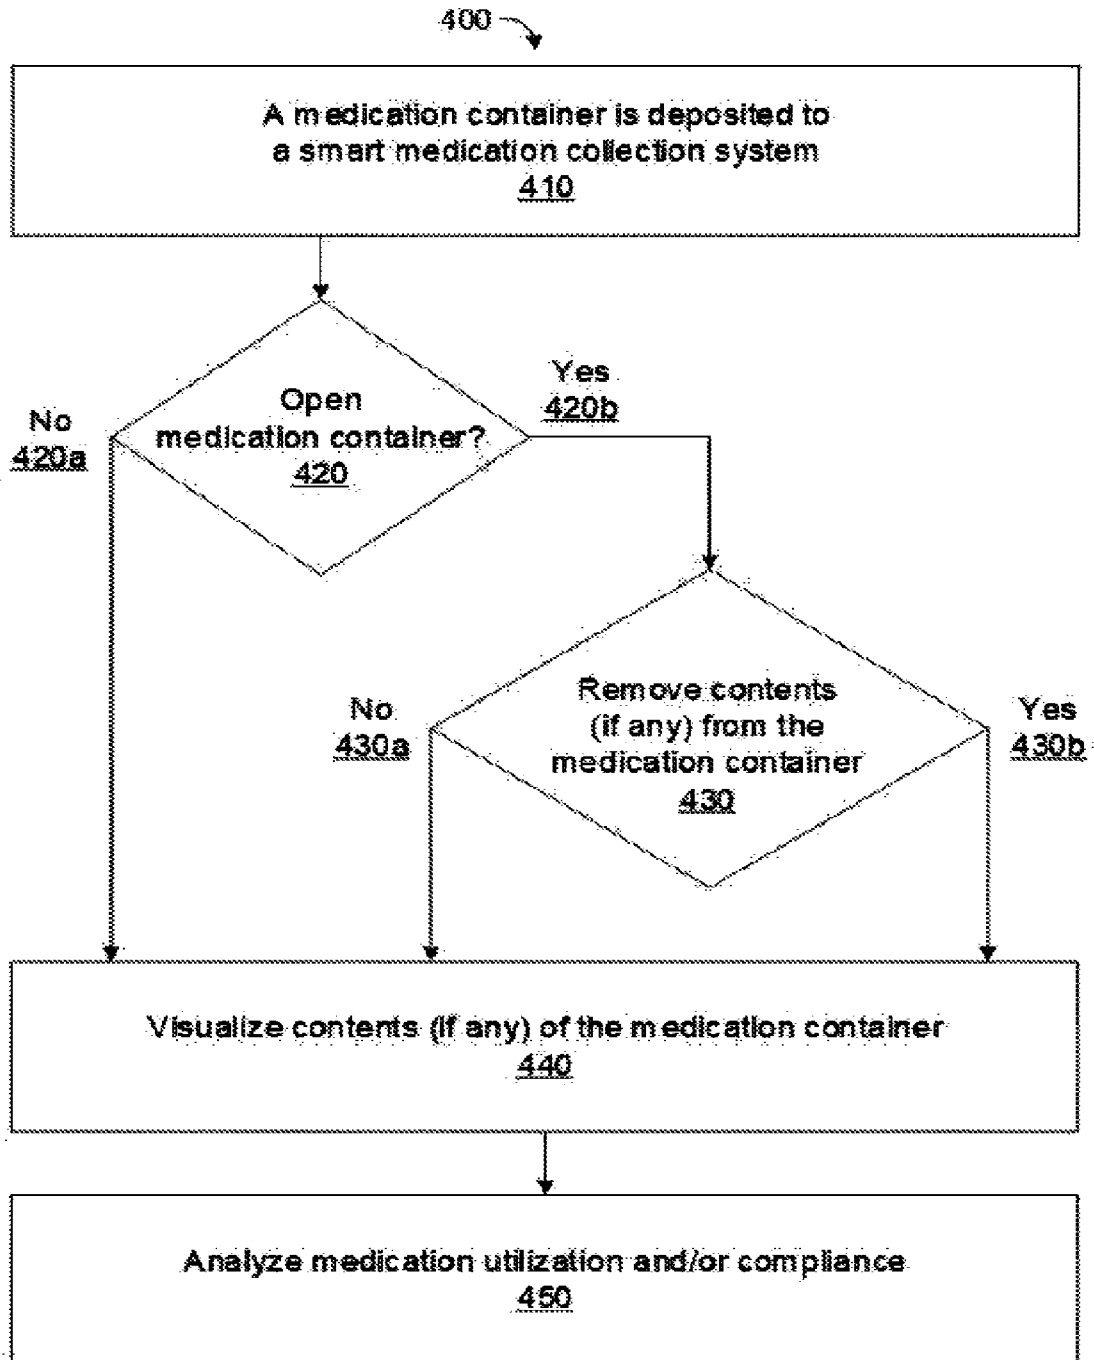 400
A medication container is deposited to
a smart medication collection system
410
Yes
420b
Open
medication container?
420
No
420a
Remove contents
(if any) from the
medication container
430
No
430a
Yes
430b
Visualize contents (if any) of the medication container
440
Analyze medication utilization and/or compliance
450